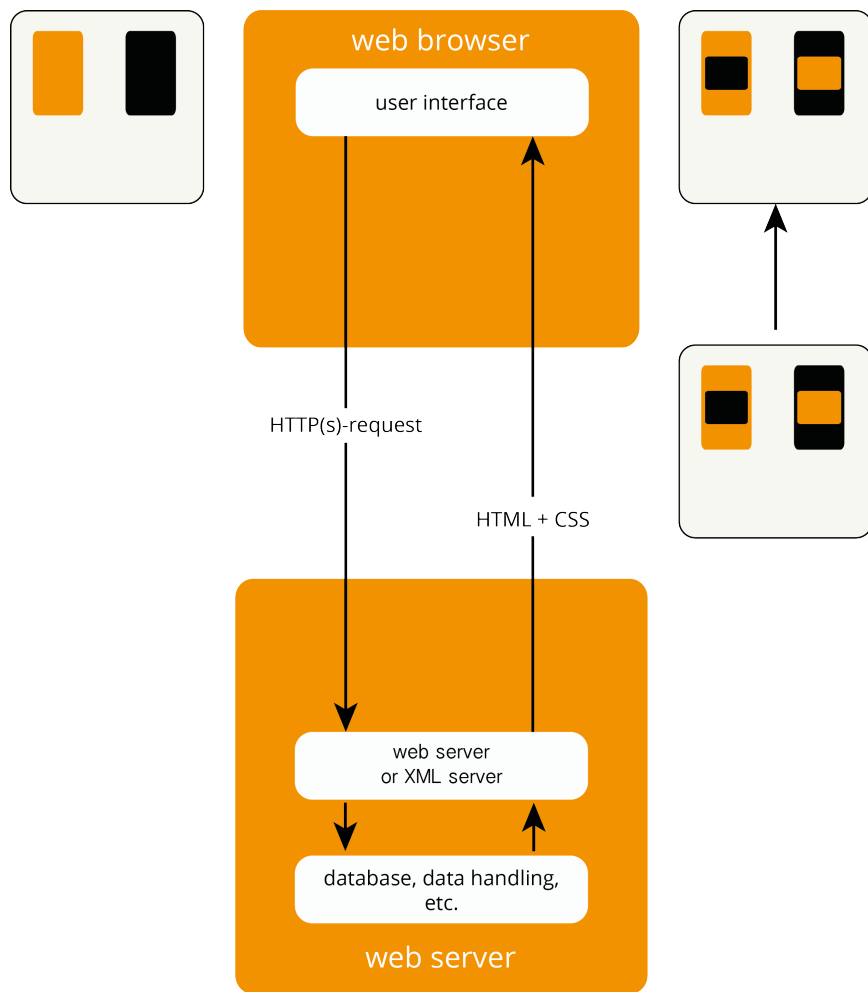 web browser
user interface
HTTP(s)-request
HTML + CSS
web server
or XML server
database, data handling,
etc.
web server